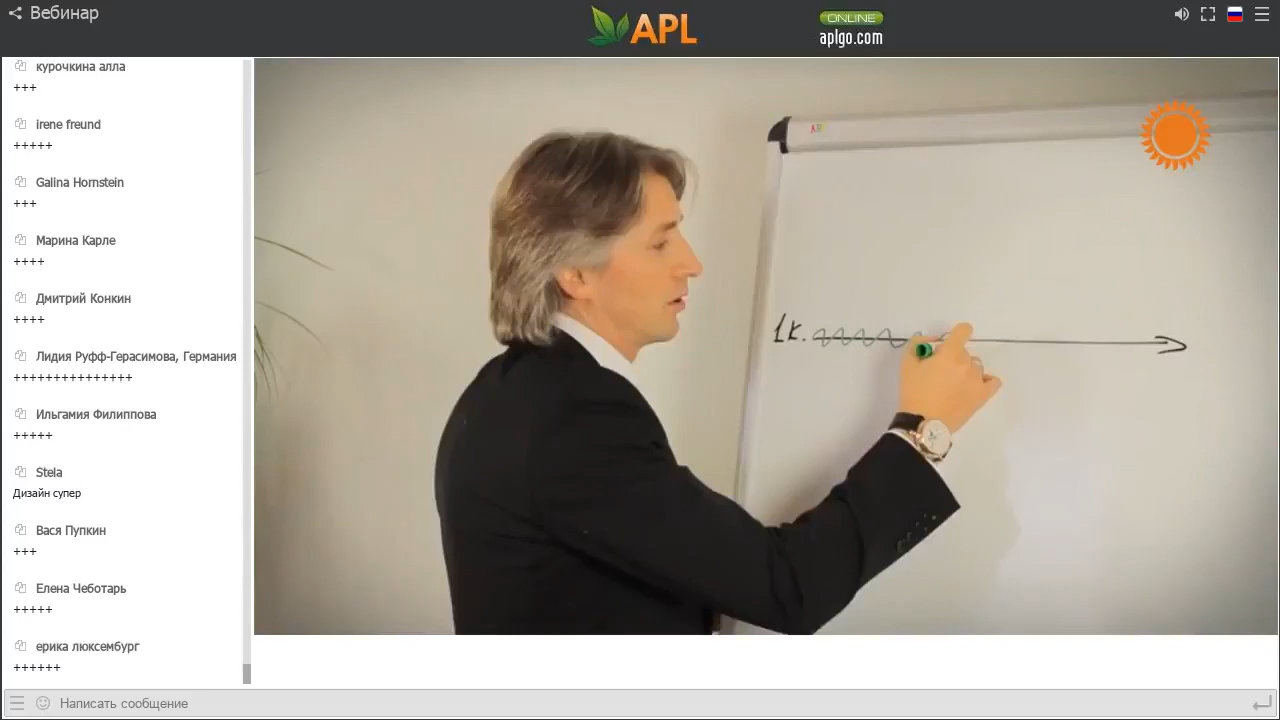 Вебинар
APL
ONLINE
aplgo.com
курочкина алла
+++
irene freund
+++++
Galina Hornstein
+++
Марина Карле
++++
Дмитрий Конкин
++++
Лидия Руфф-Герасимова, Германия
+++++++++++++++
Ильгамия Филиппова
+++++
Stela
Дизайн супер
Вася Пупкин
+++
Елена Чеботарь
+++++
ерика люксембург
++++++
1к.
Написать сообщение